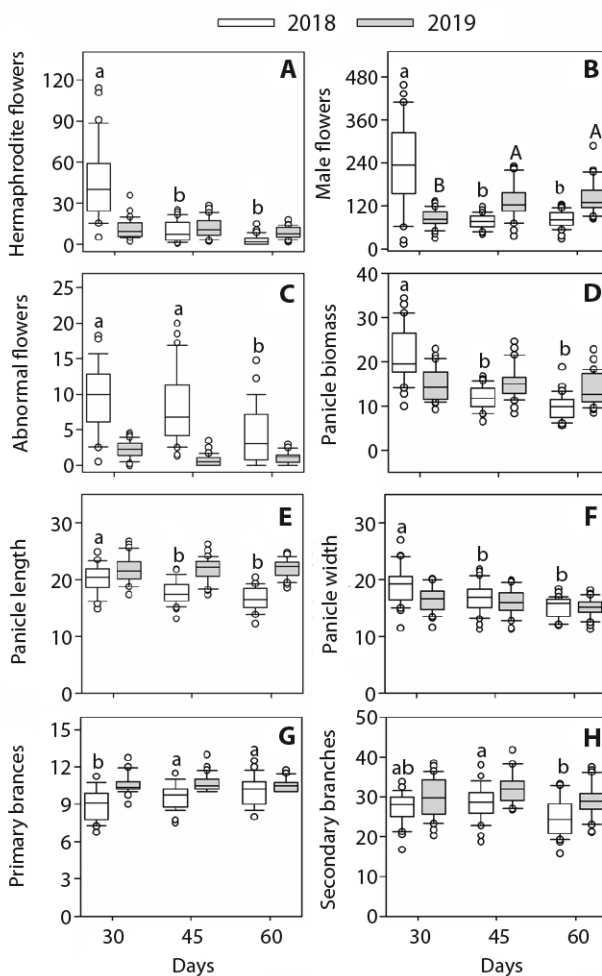 2018 2019
A
Hermaphrodite flowers
120
90
60
30
0
a
b
b
B
Male flowers
480
360
240
120
0
a
B
b
A
b
A
C
Abnormal flowers
25
20
15
10
5
0
a
a
b
D
Panicle biomass
40
30
20
10
0
a
b
b
E
Panicle length
30
20
10
0
a
b
b
F
Panicle width
30
20
10
0
a
b
b
G
Primary brances
15
12
9
6
3
0
b
a
a
30 45 60
Days
H
Secondary branches
50
40
30
20
10
0
ab
a
b
30 45 60
Days